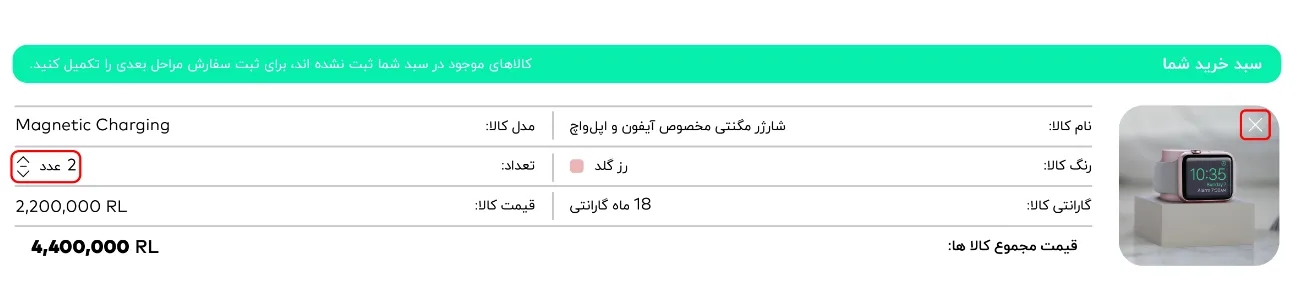 سبد خرید شما
کالاهای موجود در سبد شما ثبت نشده اند، برای ثبت سفارش مراحل بعدی را تکمیل کنید.
نام کالا: شارژر مگنتی مخصوص آیفون و اپل‌واچ
مدل کالا: Magnetic Charging
رنگ کالا: رز گلد
تعداد: 2 عدد
گارانتی کالا: 18 ماه گارانتی
قیمت کالا: 2,200,000 RL
قیمت مجموع کالا ها: 4,400,000 RL
10:35